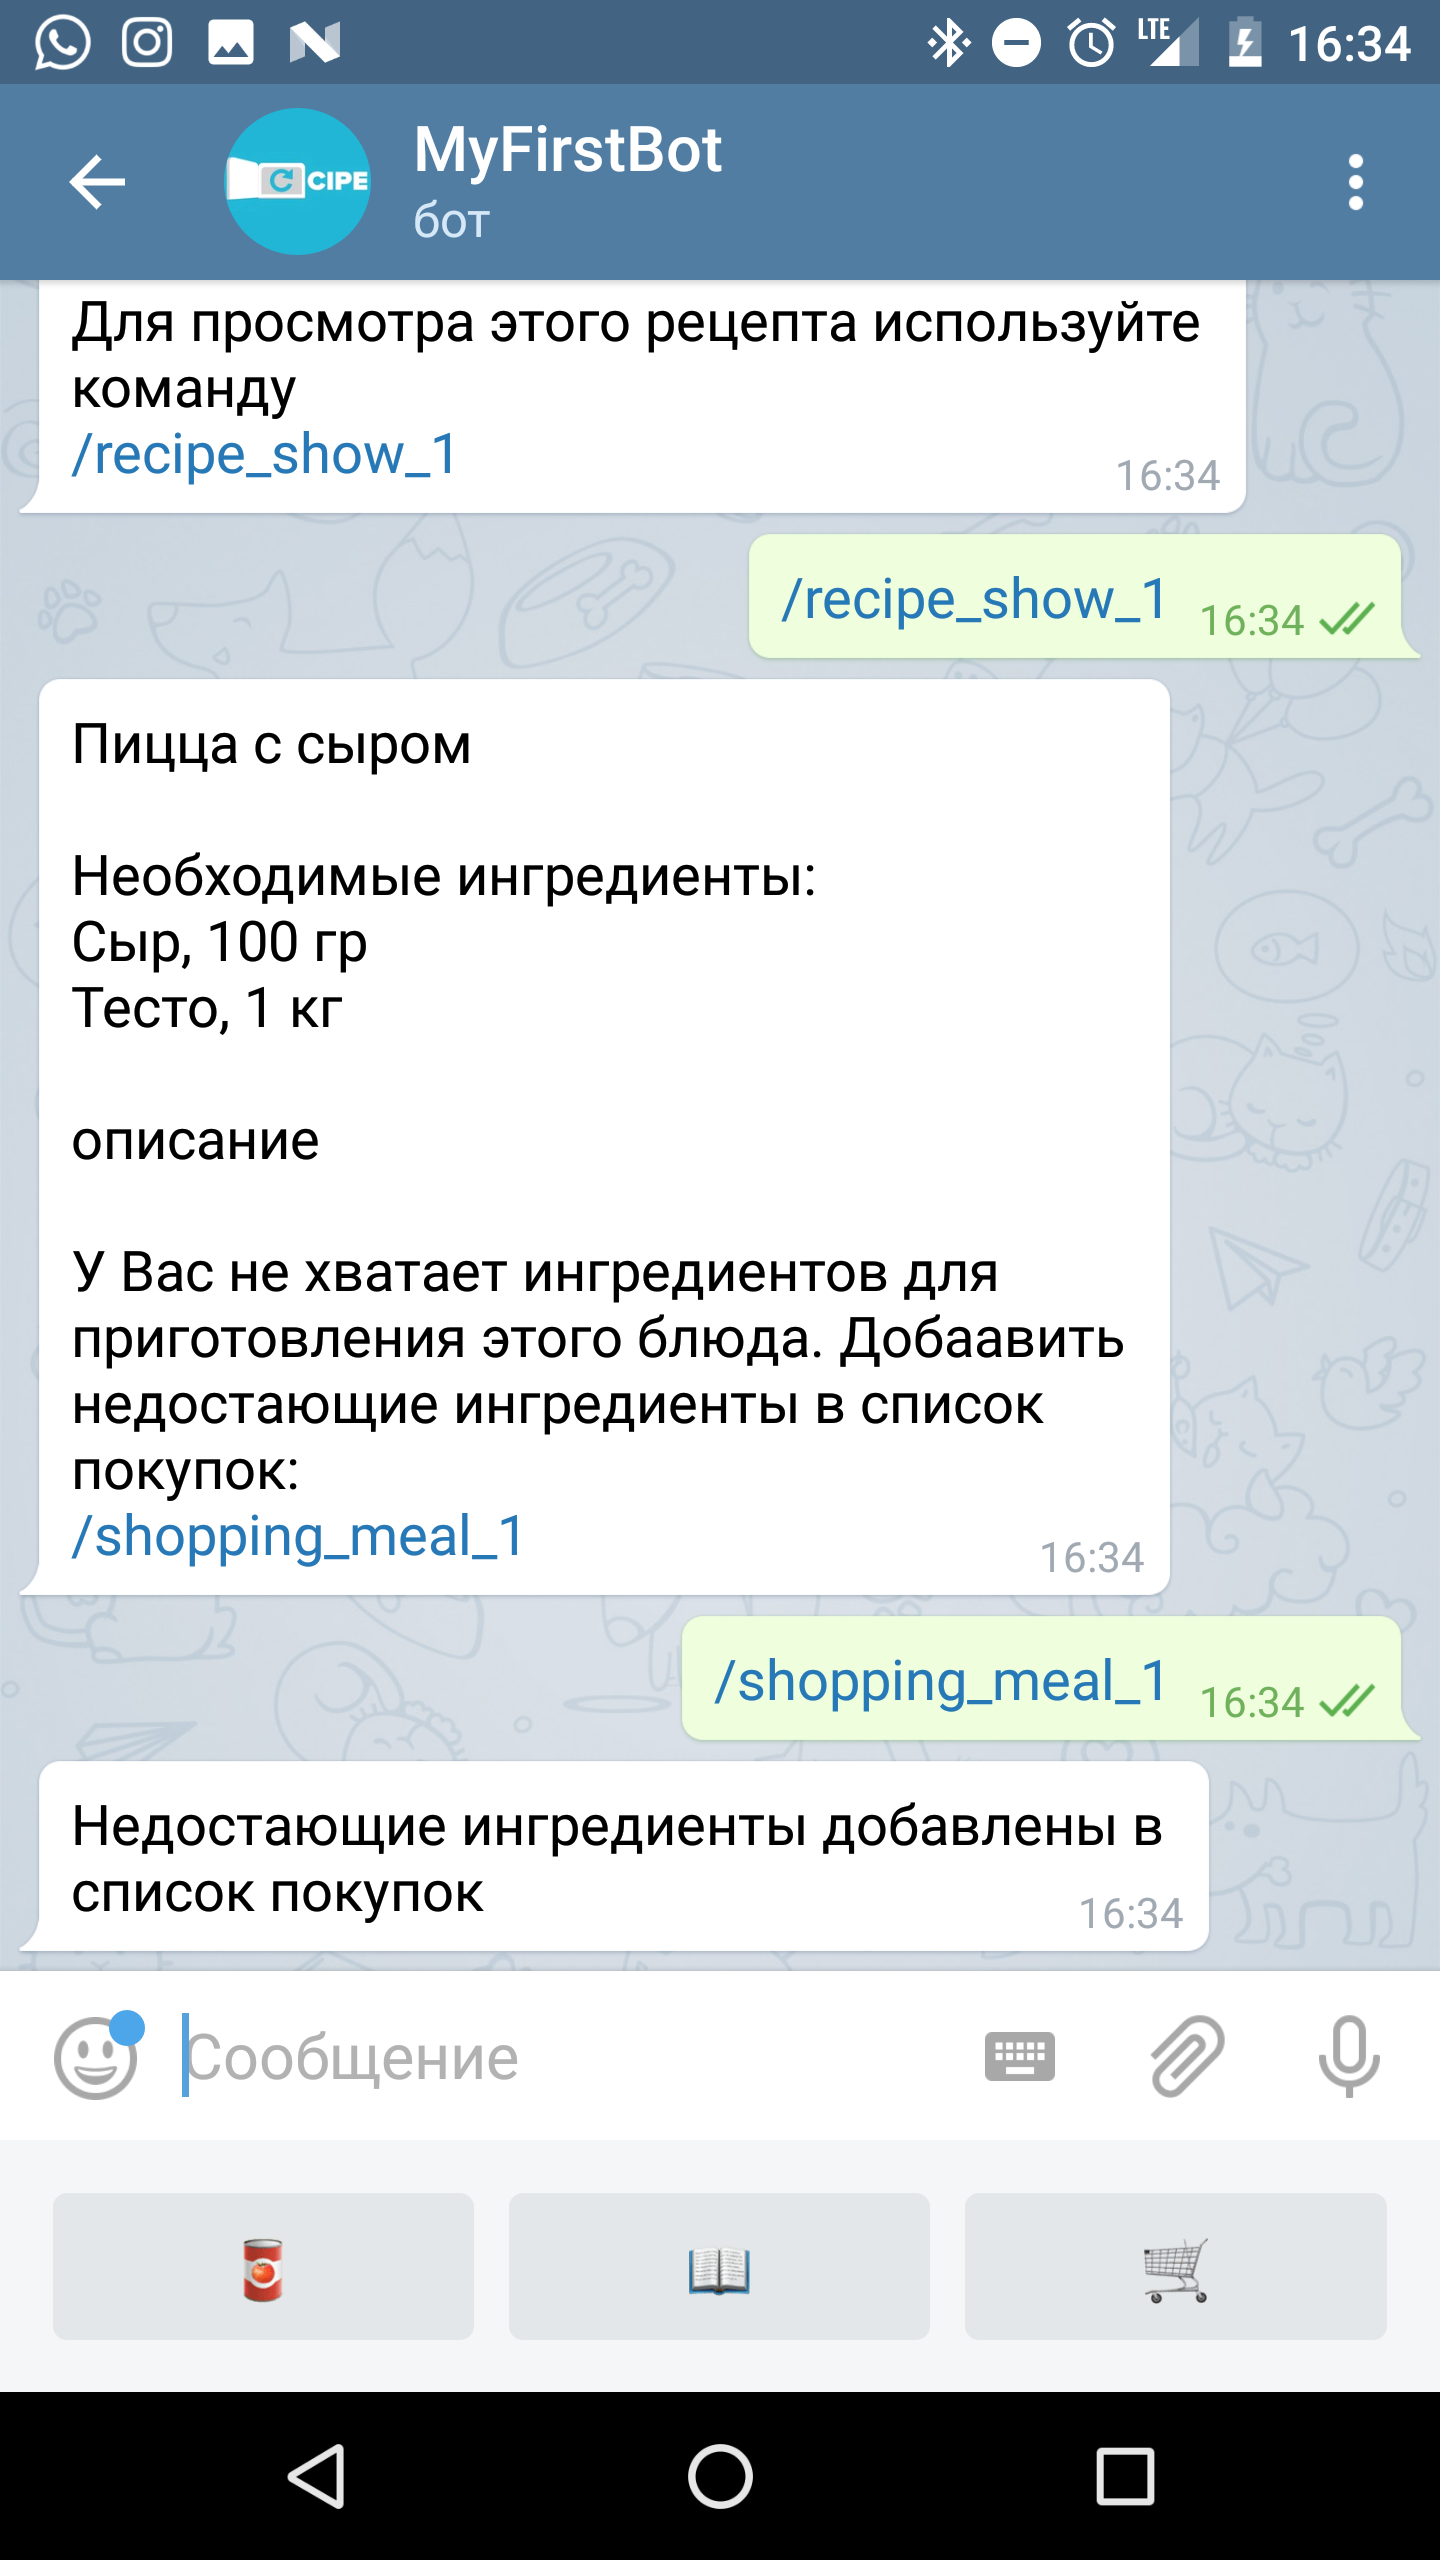 LTE 16:34
CIPE
MyFirstBot
бот
Для просмотра этого рецепта используйте
команду
/recipe_show_1
16:34
/recipe_show_1 16:34
Пицца с сыром
Необходимые ингредиенты:
Сыр, 100 гр
Тесто, 1 кг
описание
У Вас не хватает ингредиентов для
приготовления этого блюда. Добаавить
недостающие ингредиенты в список
покупок:
/shopping_meal_1
16:34
/shopping_meal_1 16:34
Недостающие ингредиенты добавлены в
список покупок
16:34
Сообщение